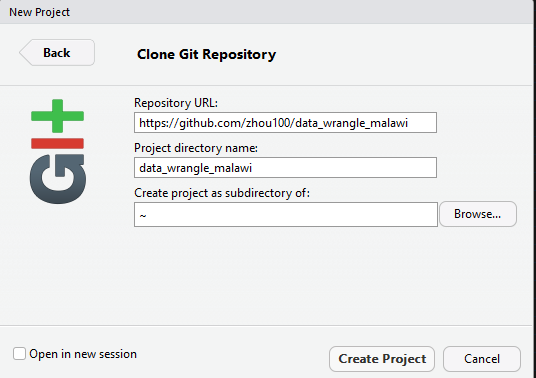 New Project
Back
Clone Git Repository
GIT
Repository URL:
https://github.com/zhou100/data_wrangle_malawi
Project directory name:
data_wrangle_malawi
Create project as subdirectory of:
~
Browse...
Open in new session
Create Project
Cancel